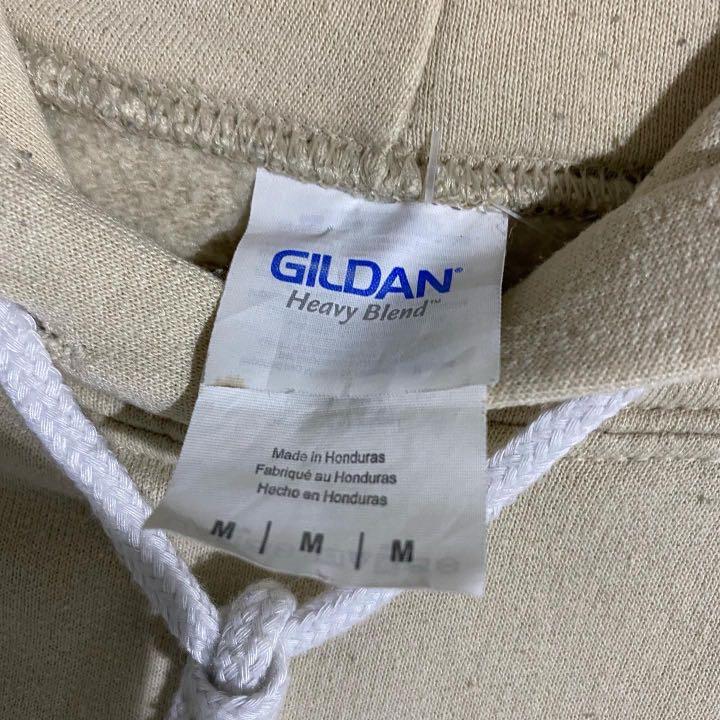 GILDAN®
Heavy Blend™
Made in Honduras
Fabriqué au Honduras
Hecho en Honduras
M | M | M